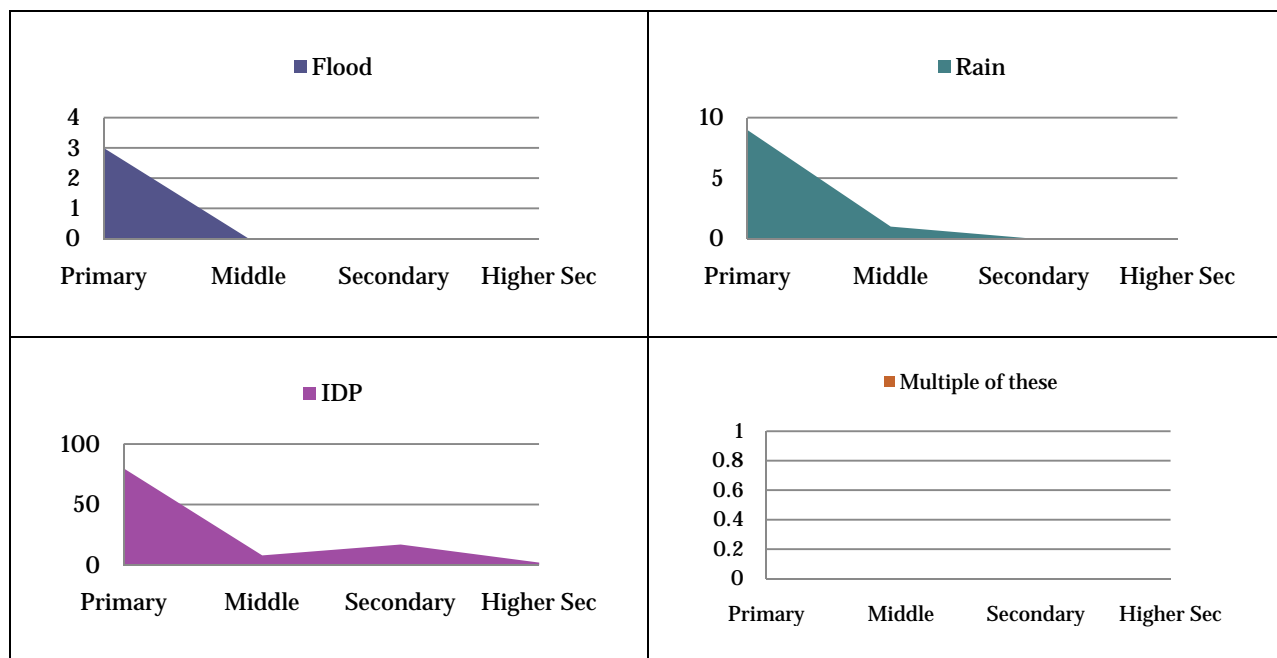 Flood
4
3
2
1
0
Primary Middle Secondary Higher Sec
Rain
10
5
0
Primary Middle Secondary Higher Sec
IDP
100
50
0
Primary Middle Secondary Higher Sec
Multiple of these
1
0.8
0.6
0.4
0.2
0
Primary Middle Secondary Higher Sec